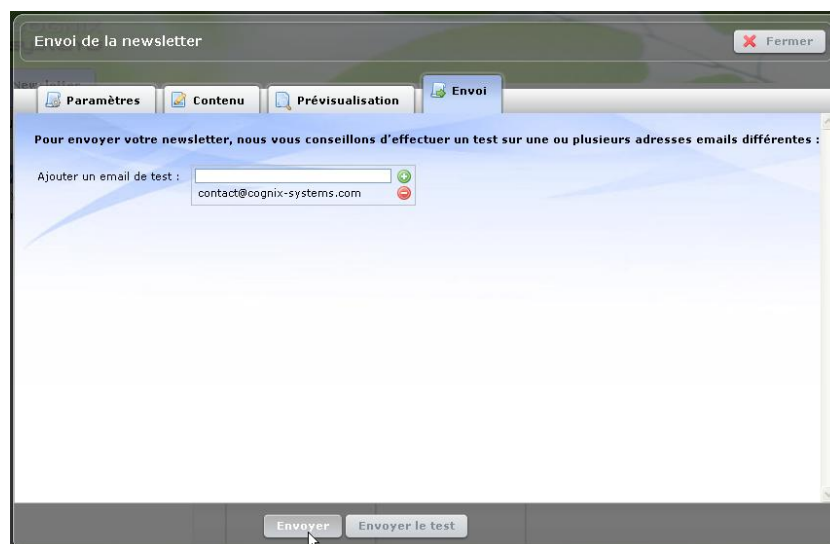 Envoi de la newsletter
Fermer
Paramètres
Contenu
Prévisualisation
Envoi
Pour envoyer votre newsletter, nous vous conseillons d'effectuer un test sur une ou plusieurs adresses emails différentes :
Ajouter un email de test :
contact@cognix-systems.com
Envoyer
Envoyer le test